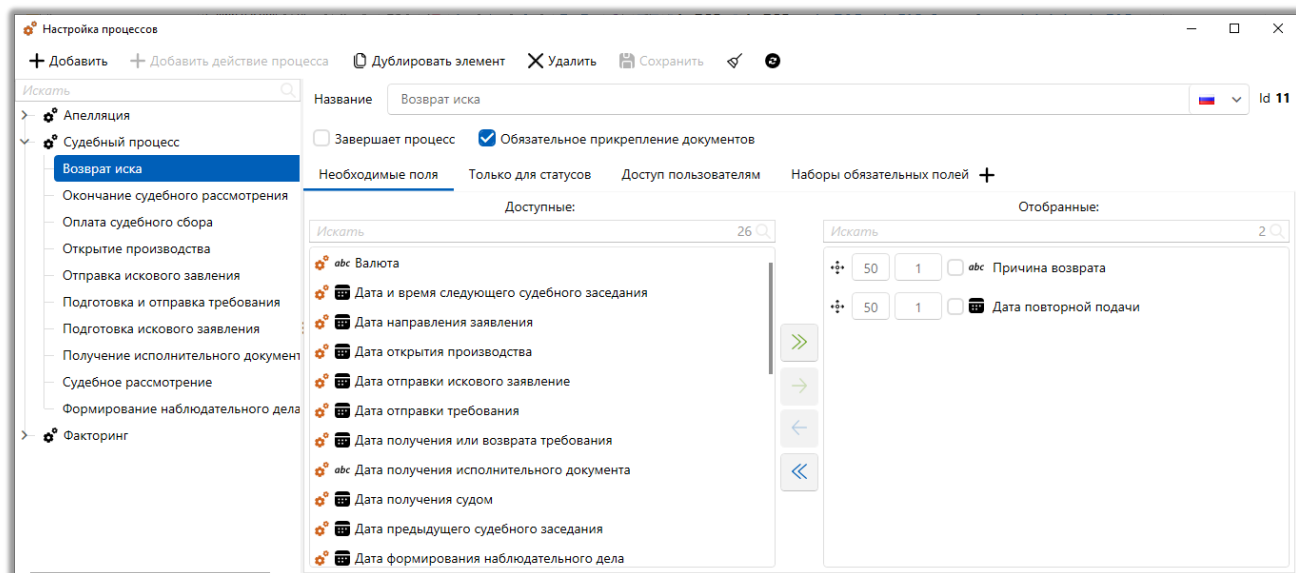 Настройка процессов
Добавить Добавить действие процесса Дублировать элемент Удалить Сохранить
Искать
Название Возврат иска Id 11
Апелляция
Судебный процесс
Завершает процесс Обязательное прикрепление документов
Возврат иска
Необходимые поля Только для статусов Доступ пользователям Наборы обязательных полей
Окончание судебного рассмотрения
Оплата судебного сбора
Открытие производства
Отправка искового завления
Подготовка и отправка требования
Подготовка искового заявления
Получение исполнительного документ
Судебное рассмотрение
Формирование наблюдательного дела
Факторинг
Доступные:
Искать 26
abc Валюта
Дата и время следующего судебного заседания
Дата направления заявления
Дата открытия производства
Дата отправки искового заявление
Дата отправки требования
Дата получения или возврата требования
abc Дата получения исполнительного документа
Дата получения судом
Дата предыдущего судебного заседания
Дата формирования наблюдательного дела
Отобранные:
Искать 2
50 1 abc Причина возврата
50 1 Дата повторной подачи